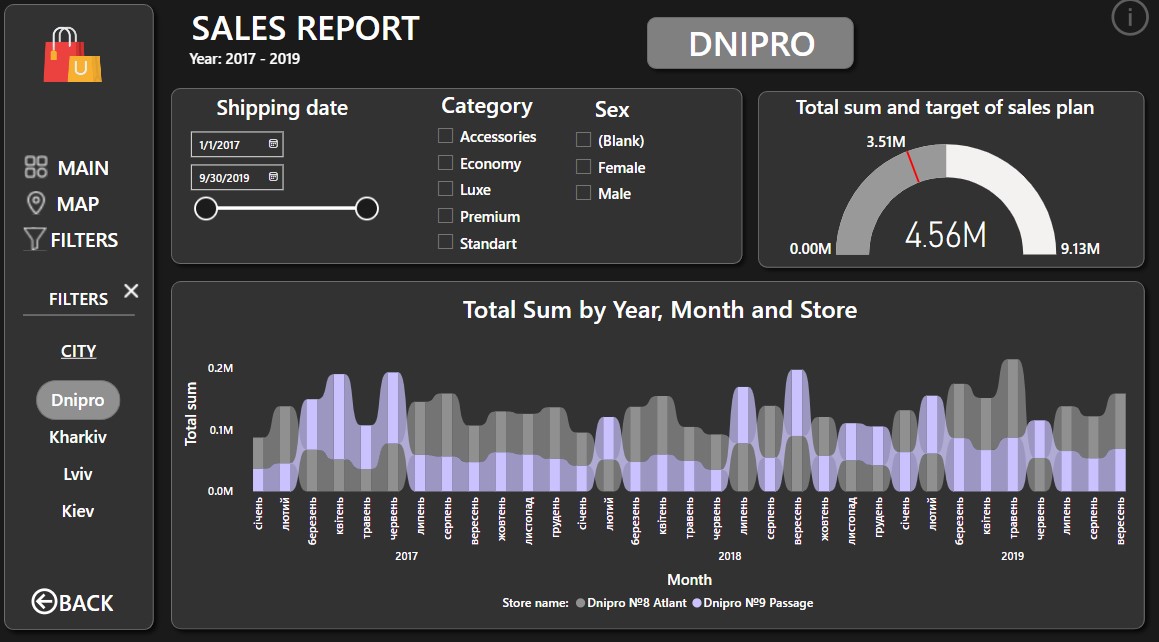 SALES REPORT
Year: 2017 - 2019
DNIPRO
i
U
MAIN
MAP
FILTERS
FILTERS
CITY
Dnipro
Kharkiv
Lviv
Kiev
BACK
Shipping date
1/1/2017
9/30/2019
Category
Accessories
Economy
Luxe
Premium
Standart
Sex
(Blank)
Female
Male
Total sum and target of sales plan
3.51M
4.56M
0.00M
9.13M
Total Sum by Year, Month and Store
Total sum
0.2M
0.1M
0.0M
січень лютий березень квітень травень червень липень серпень вересень жовтень листопад грудень січень лютий березень квітень травень червень липень серпень вересень жовтень листопад грудень січень лютий березень квітень травень червень липень серпень вересень
2017 2018 2019
Month
Store name: Dnipro №8 Atlant Dnipro №9 Passage